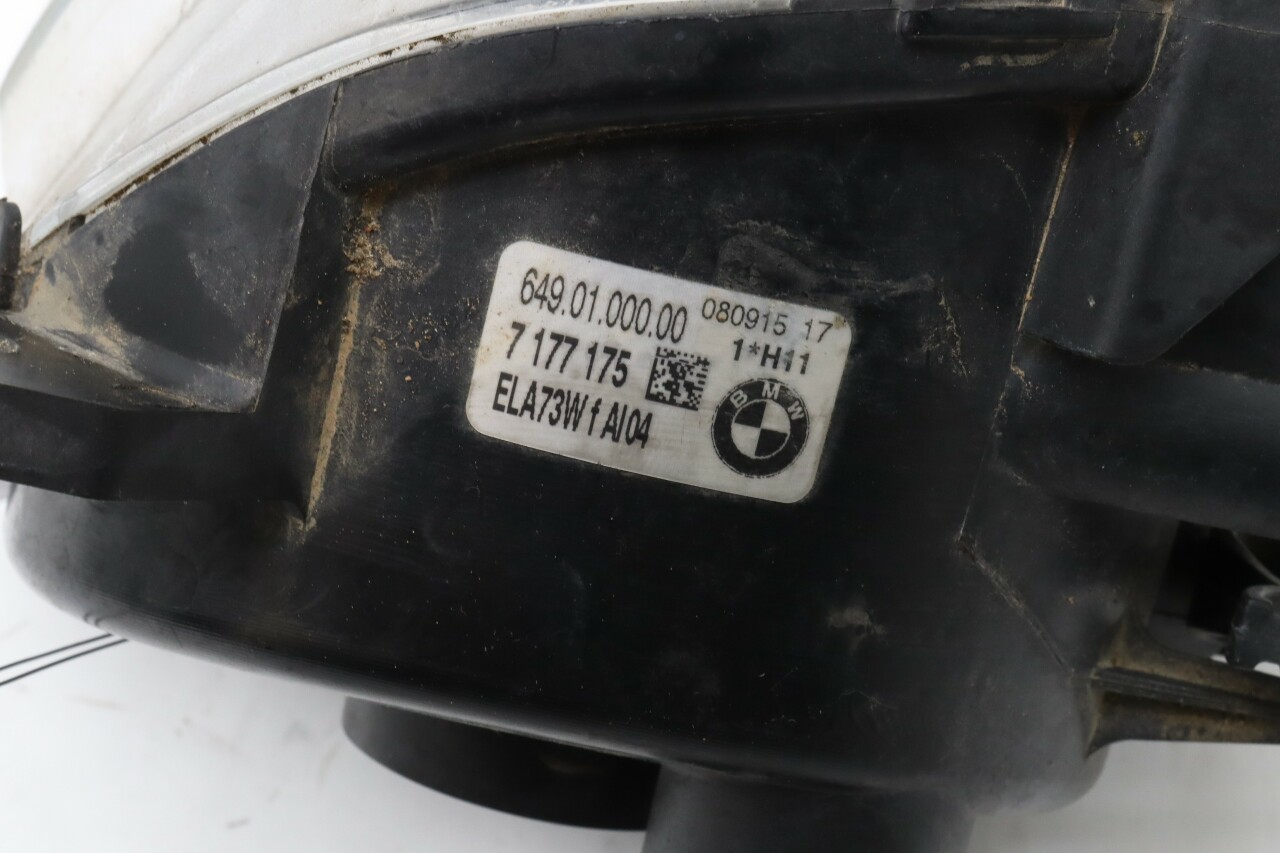 649.01.000.00 080915 17
7 177 175 1*H11
ELA73W f AI04
BMW